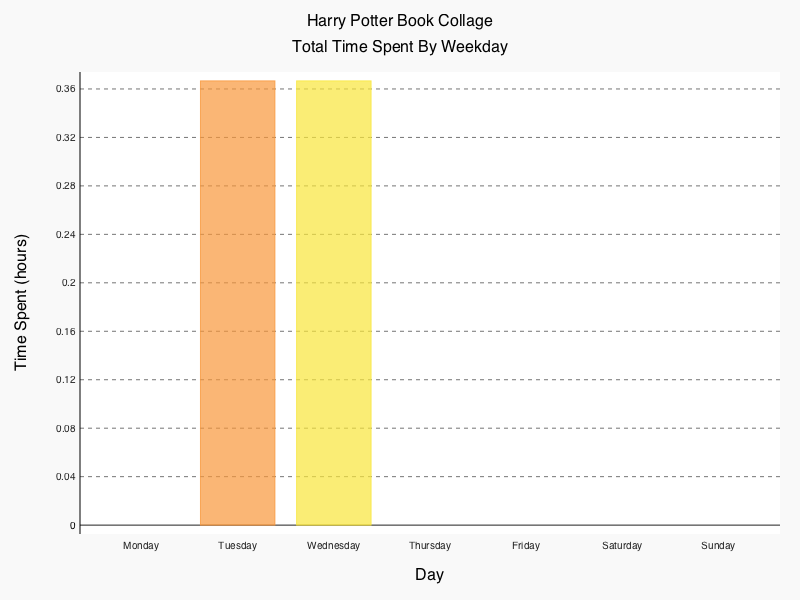 Harry Potter Book Collage
Total Time Spent By Weekday
Time Spent (hours)
0.36
0.32
0.28
0.24
0.2
0.16
0.12
0.08
0.04
0
Monday Tuesday Wednesday Thursday Friday Saturday Sunday
Day